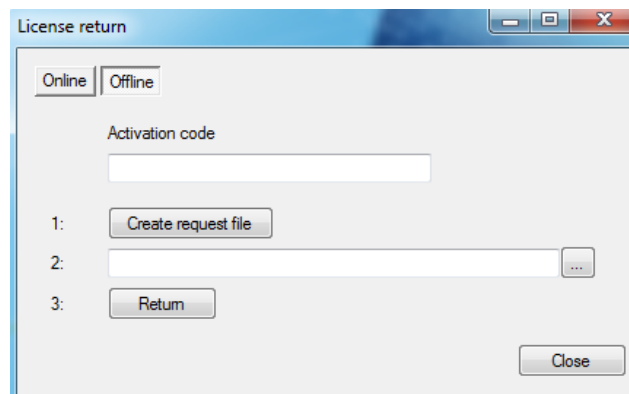 License return
Online Offline
Activation code
1: Create request file
2: ...
3: Return
Close